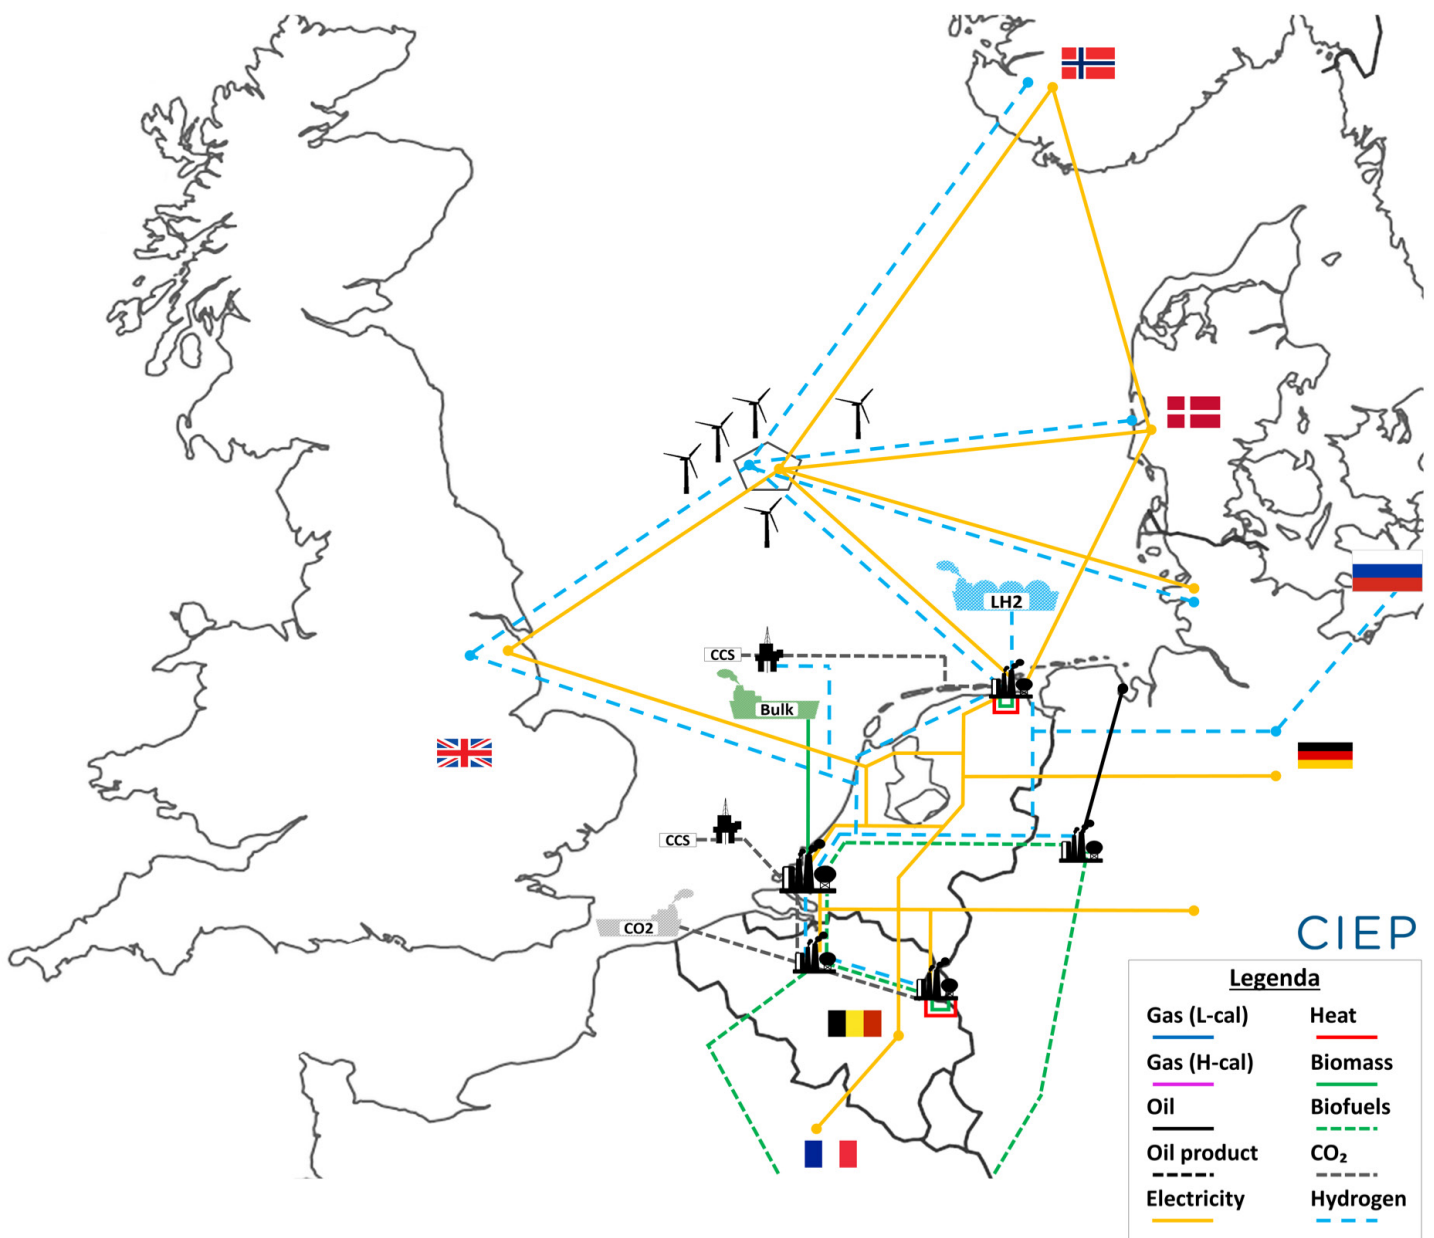 LH2
CCS
Bulk
CCS
CO2
CIEP
Legenda
Gas (L-cal)
Heat
Gas (H-cal)
Biomass
Oil
Biofuels
Oil product
CO₂
Electricity
Hydrogen